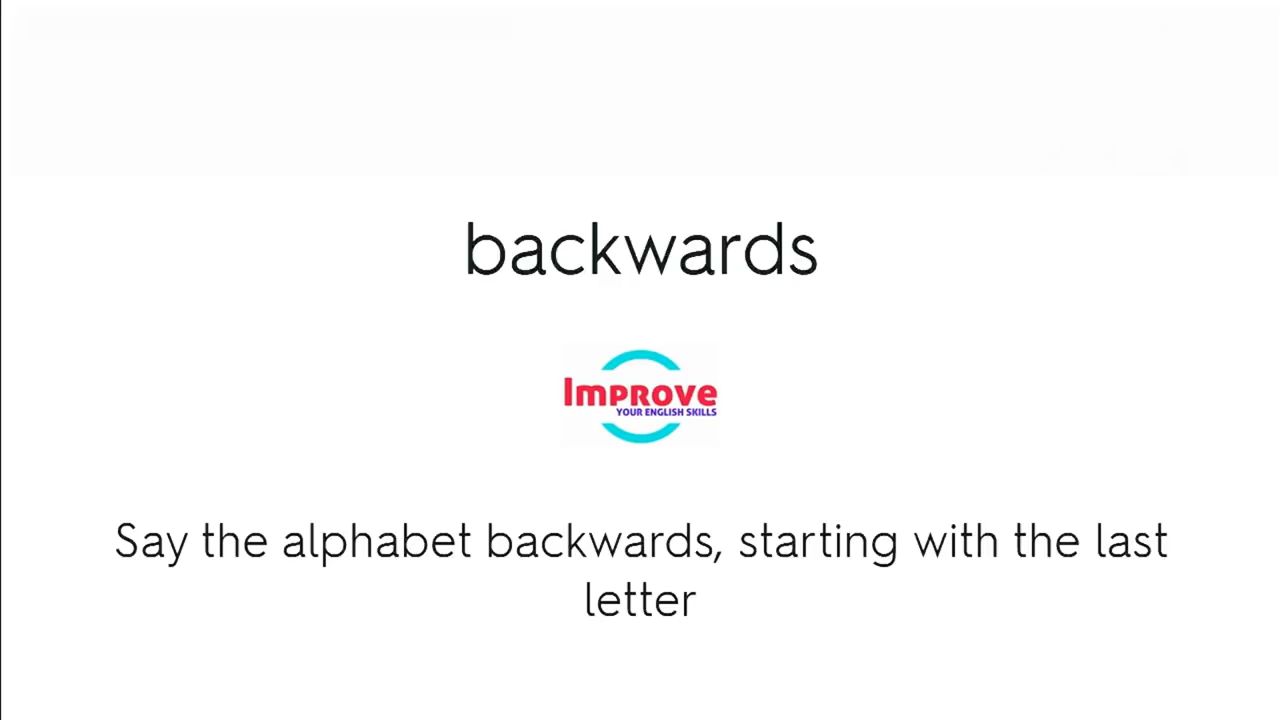 backwards
Improve
YOUR ENGLISH SKILLS
Say the alphabet backwards, starting with the last
letter